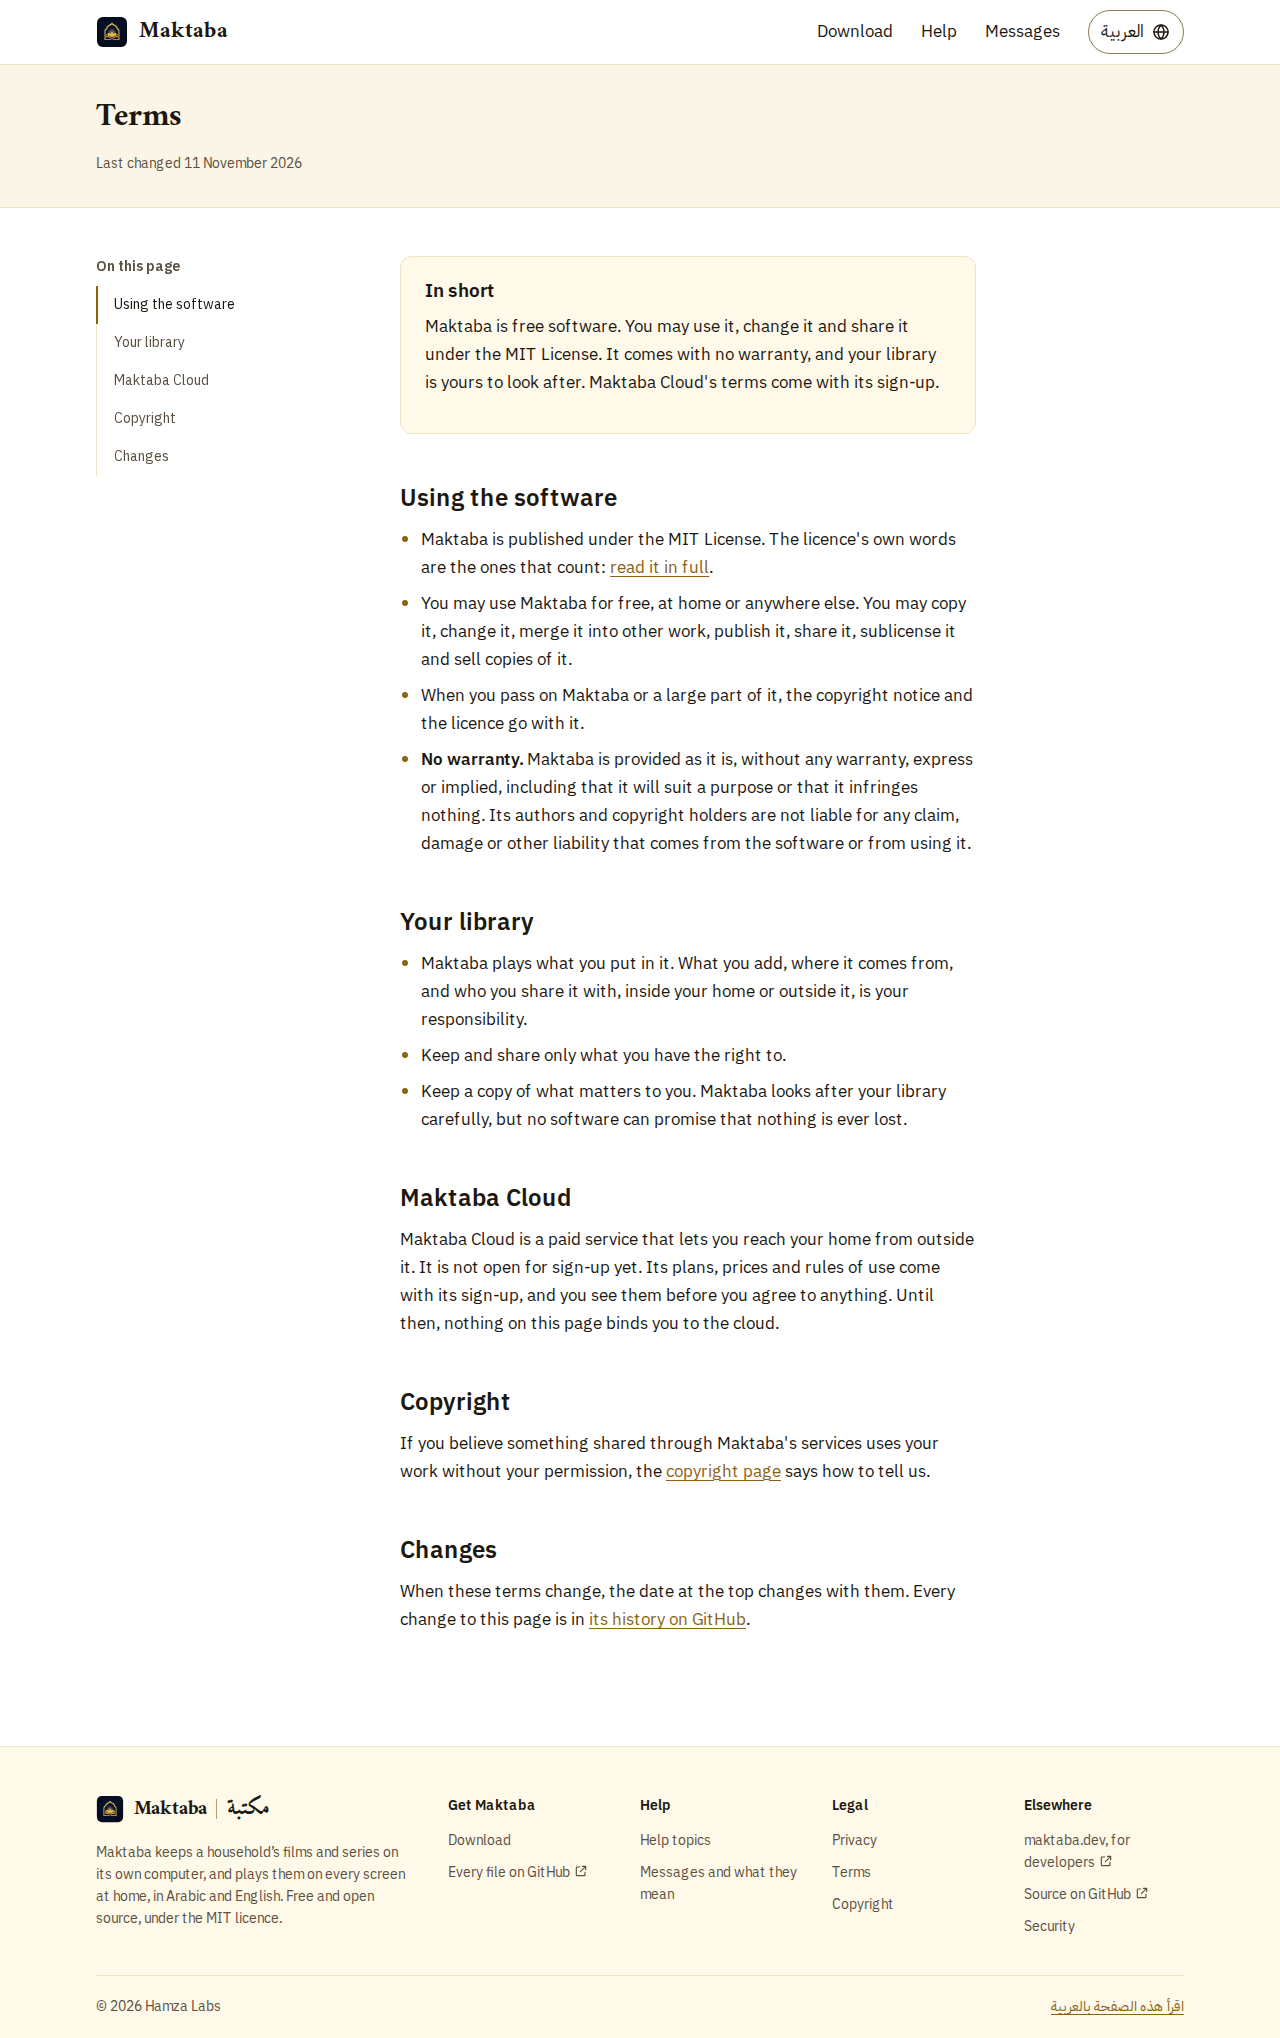 Maktaba
Download
Help
Messages
العربية
Terms
Last changed 11 November 2026
On this page
Using the software
Your library
Maktaba Cloud
Copyright
Changes
In short
Maktaba is free software. You may use it, change it and share it
under the MIT License. It comes with no warranty, and your library
is yours to look after. Maktaba Cloud's terms come with its sign-up.
Using the software
• Maktaba is published under the MIT License. The licence's own words
are the ones that count: read it in full.
• You may use Maktaba for free, at home or anywhere else. You may copy
it, change it, merge it into other work, publish it, share it, sublicense it
and sell copies of it.
• When you pass on Maktaba or a large part of it, the copyright notice and
the licence go with it.
• No warranty. Maktaba is provided as it is, without any warranty, express
or implied, including that it will suit a purpose or that it infringes
nothing. Its authors and copyright holders are not liable for any claim,
damage or other liability that comes from the software or from using it.
Your library
• Maktaba plays what you put in it. What you add, where it comes from,
and who you share it with, inside your home or outside it, is your
responsibility.
• Keep and share only what you have the right to.
• Keep a copy of what matters to you. Maktaba looks after your library
carefully, but no software can promise that nothing is ever lost.
Maktaba Cloud
Maktaba Cloud is a paid service that lets you reach your home from outside
it. It is not open for sign-up yet. Its plans, prices and rules of use come
with its sign-up, and you see them before you agree to anything. Until
then, nothing on this page binds you to the cloud.
Copyright
If you believe something shared through Maktaba's services uses your
work without your permission, the copyright page says how to tell us.
Changes
When these terms change, the date at the top changes with them. Every
change to this page is in its history on GitHub.
Maktaba | مكتبة
Maktaba keeps a household’s films and series on
its own computer, and plays them on every screen
at home, in Arabic and English. Free and open
source, under the MIT licence.
Get Maktaba
Download
Every file on GitHub
Help
Help topics
Messages and what they
mean
Legal
Privacy
Terms
Copyright
Elsewhere
maktaba.dev, for
developers
Source on GitHub
Security
© 2026 Hamza Labs
اقرأ هذه الصفحة بالعربية